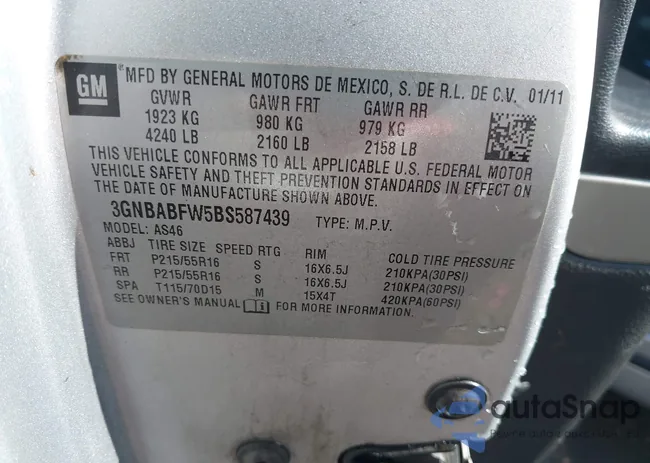 GM
MFD BY GENERAL MOTORS DE MEXICO, S. DE R.L. DE C.V. 01/11
GVWR GAWR FRT GAWR RR
1923 KG 980 KG 979 KG
4240 LB 2160 LB 2158 LB
THIS VEHICLE CONFORMS TO ALL APPLICABLE U.S. FEDERAL MOTOR
VEHICLE SAFETY AND THEFT PREVENTION STANDARDS IN EFFECT ON
THE DATE OF MANUFACTURE SHOWN ABOVE.
3GNBABFW5BS587439 TYPE: M.P.V.
MODEL: AS46
ABBJ TIRE SIZE SPEED RTG RIM COLD TIRE PRESSURE
FRT P215/55R16 S 16X6.5J 210KPA(30PSI)
RR P215/55R16 S 16X6.5J 210KPA(30PSI)
SPA T115/70D15 M 15X4T 420KPA(60PSI)
SEE OWNER'S MANUAL FOR MORE INFORMATION.
autaSnap